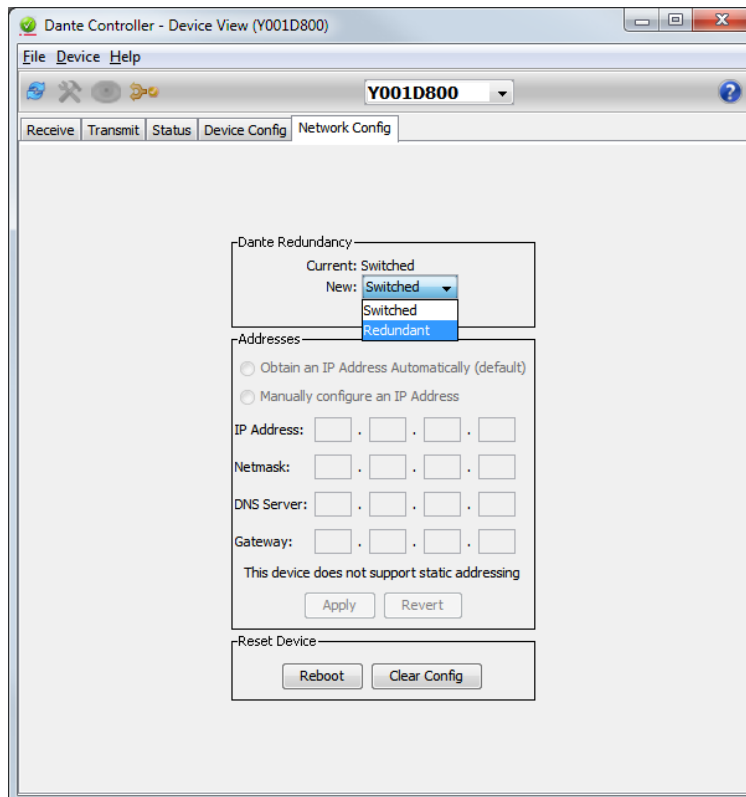 Dante Controller - Device View (Y001D800)
File Device Help
Y001D800
?
Receive Transmit Status Device Config Network Config
Dante Redundancy
Current: Switched
New: Switched
Switched
Redundant
Addresses
Obtain an IP Address Automatically (default)
Manually configure an IP Address
IP Address: . . .
Netmask: . . .
DNS Server: . . .
Gateway: . . .
This device does not support static addressing
Apply Revert
Reset Device
Reboot Clear Config